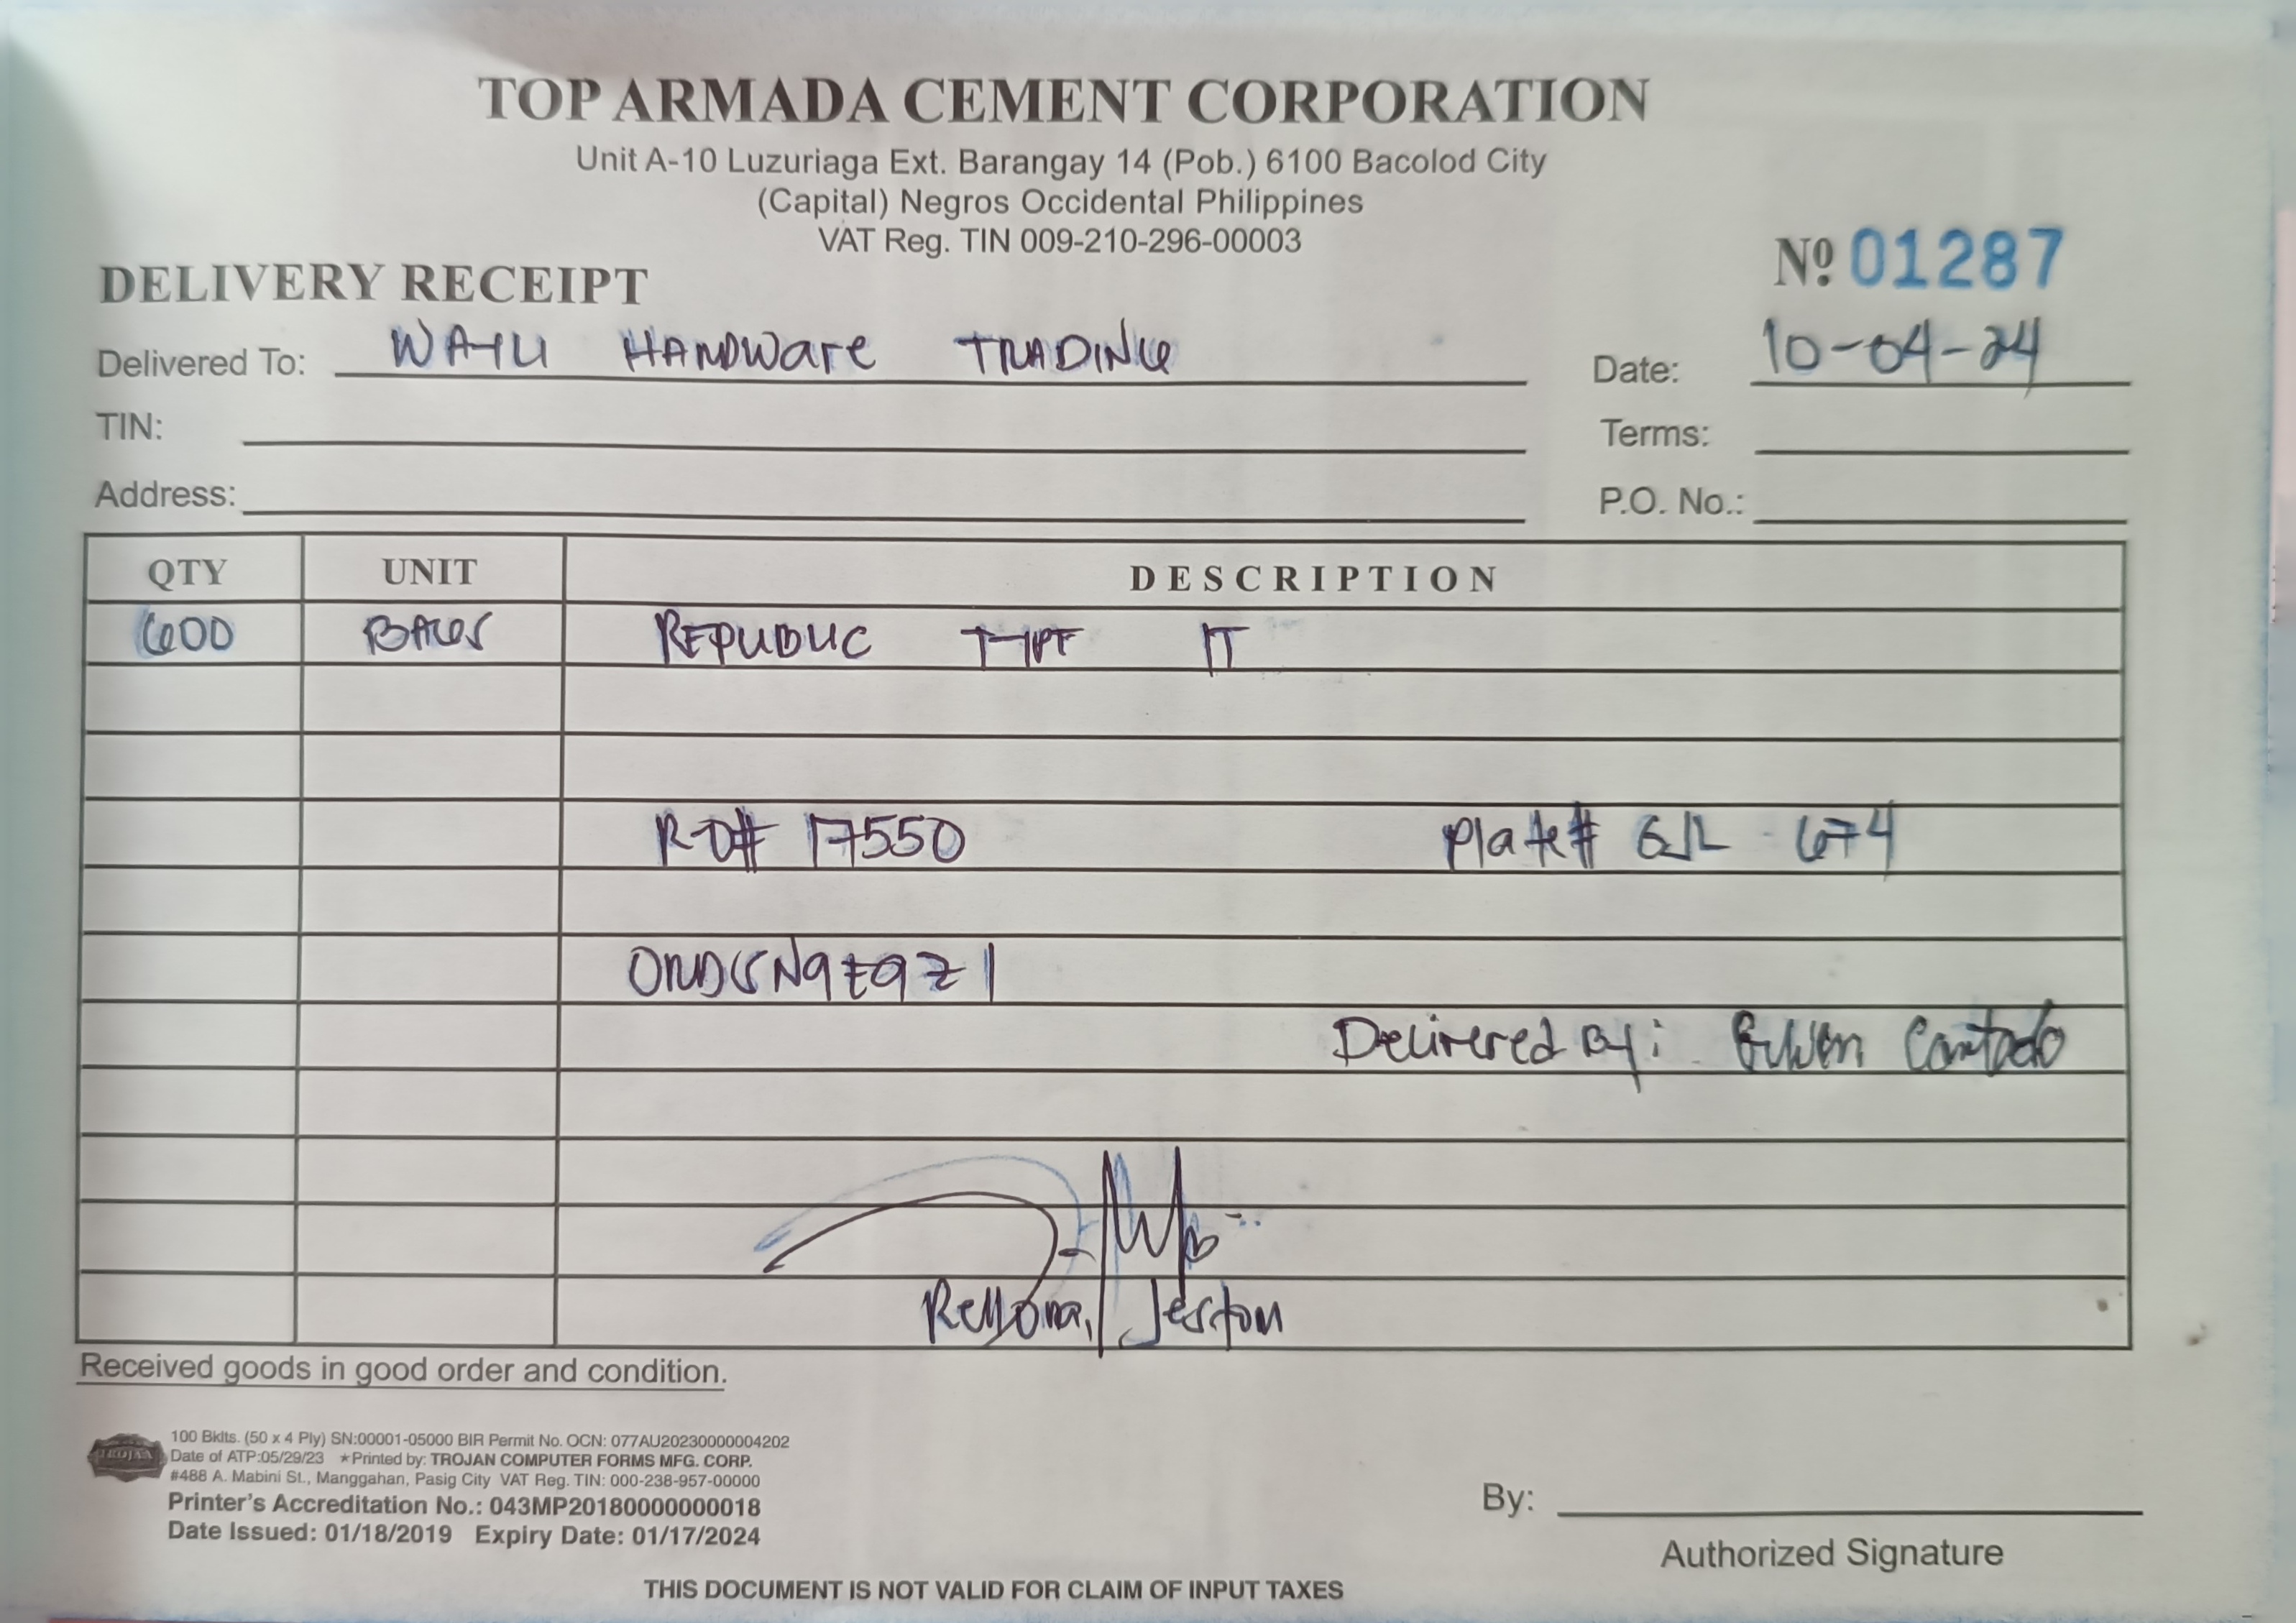 TOP ARMADA CEMENT CORPORATION
Unit A-10 Luzuriaga Ext. Barangay 14 (Pob.) 6100 Bacolod City
(Capital) Negros Occidental Philippines
VAT Reg. TIN 009-210-296-00003
Nº 01287
DELIVERY RECEIPT
Delivered To: HARDWare TRADING
Date: 10-04-24
TIN:
Terms:
Address:
P.O. No.:
QTY UNIT DESCRIPTION
600 BAGS REPUBLIC TYPE IT
RO# 17550 Plate# 674
Delivered By:
Rellora, Jeston
Received goods in good order and condition.
TROJAN
100 Bklts. (50 x 4 Ply) SN:00001-05000 BIR Permit No. OCN: 077AU20230000004202
Date of ATP:05/29/23 ★Printed by: TROJAN COMPUTER FORMS MFG. CORP.
#488 A. Mabini St., Manggahan, Pasig City VAT Reg. TIN: 000-238-957-00000
Printer's Accreditation No.: 043MP20180000000018
Date Issued: 01/18/2019 Expiry Date: 01/17/2024
By:
Authorized Signature
THIS DOCUMENT IS NOT VALID FOR CLAIM OF INPUT TAXES